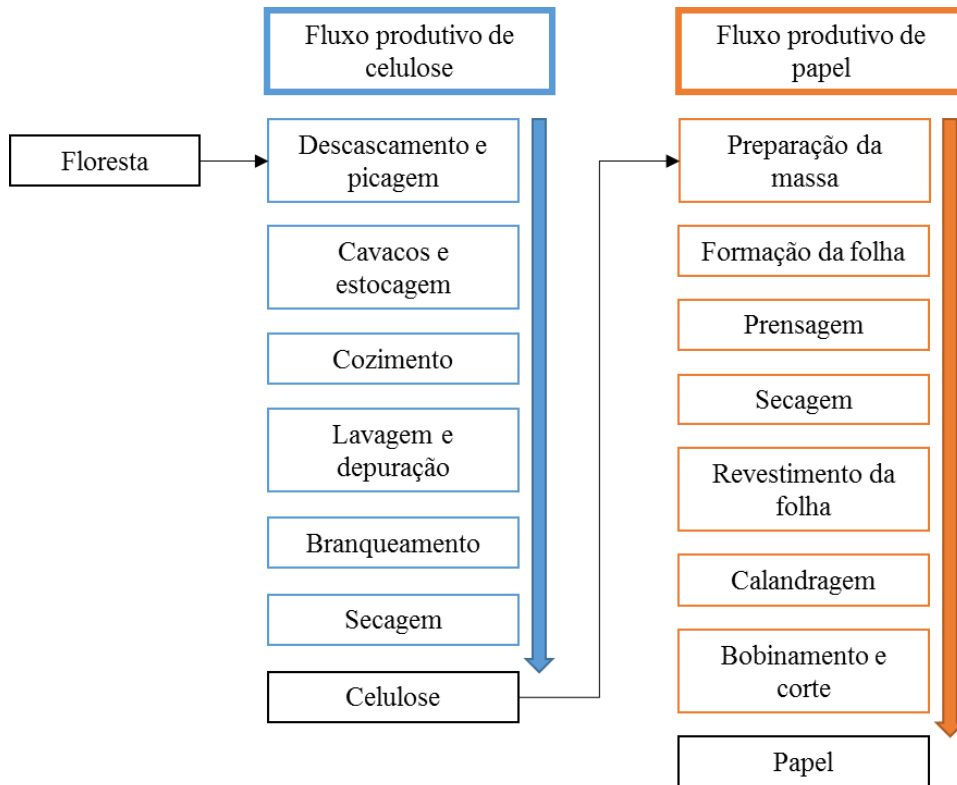 Fluxo produtivo de
celulose
Fluxo produtivo de
papel
Floresta
Descascamento e
picagem
Cavacos e
estocagem
Cozimento
Lavagem e
depuração
Branqueamento
Secagem
Celulose
Preparação da
massa
Formação da folha
Prensagem
Secagem
Revestimento da
folha
Calandragem
Bobinamento e
corte
Papel